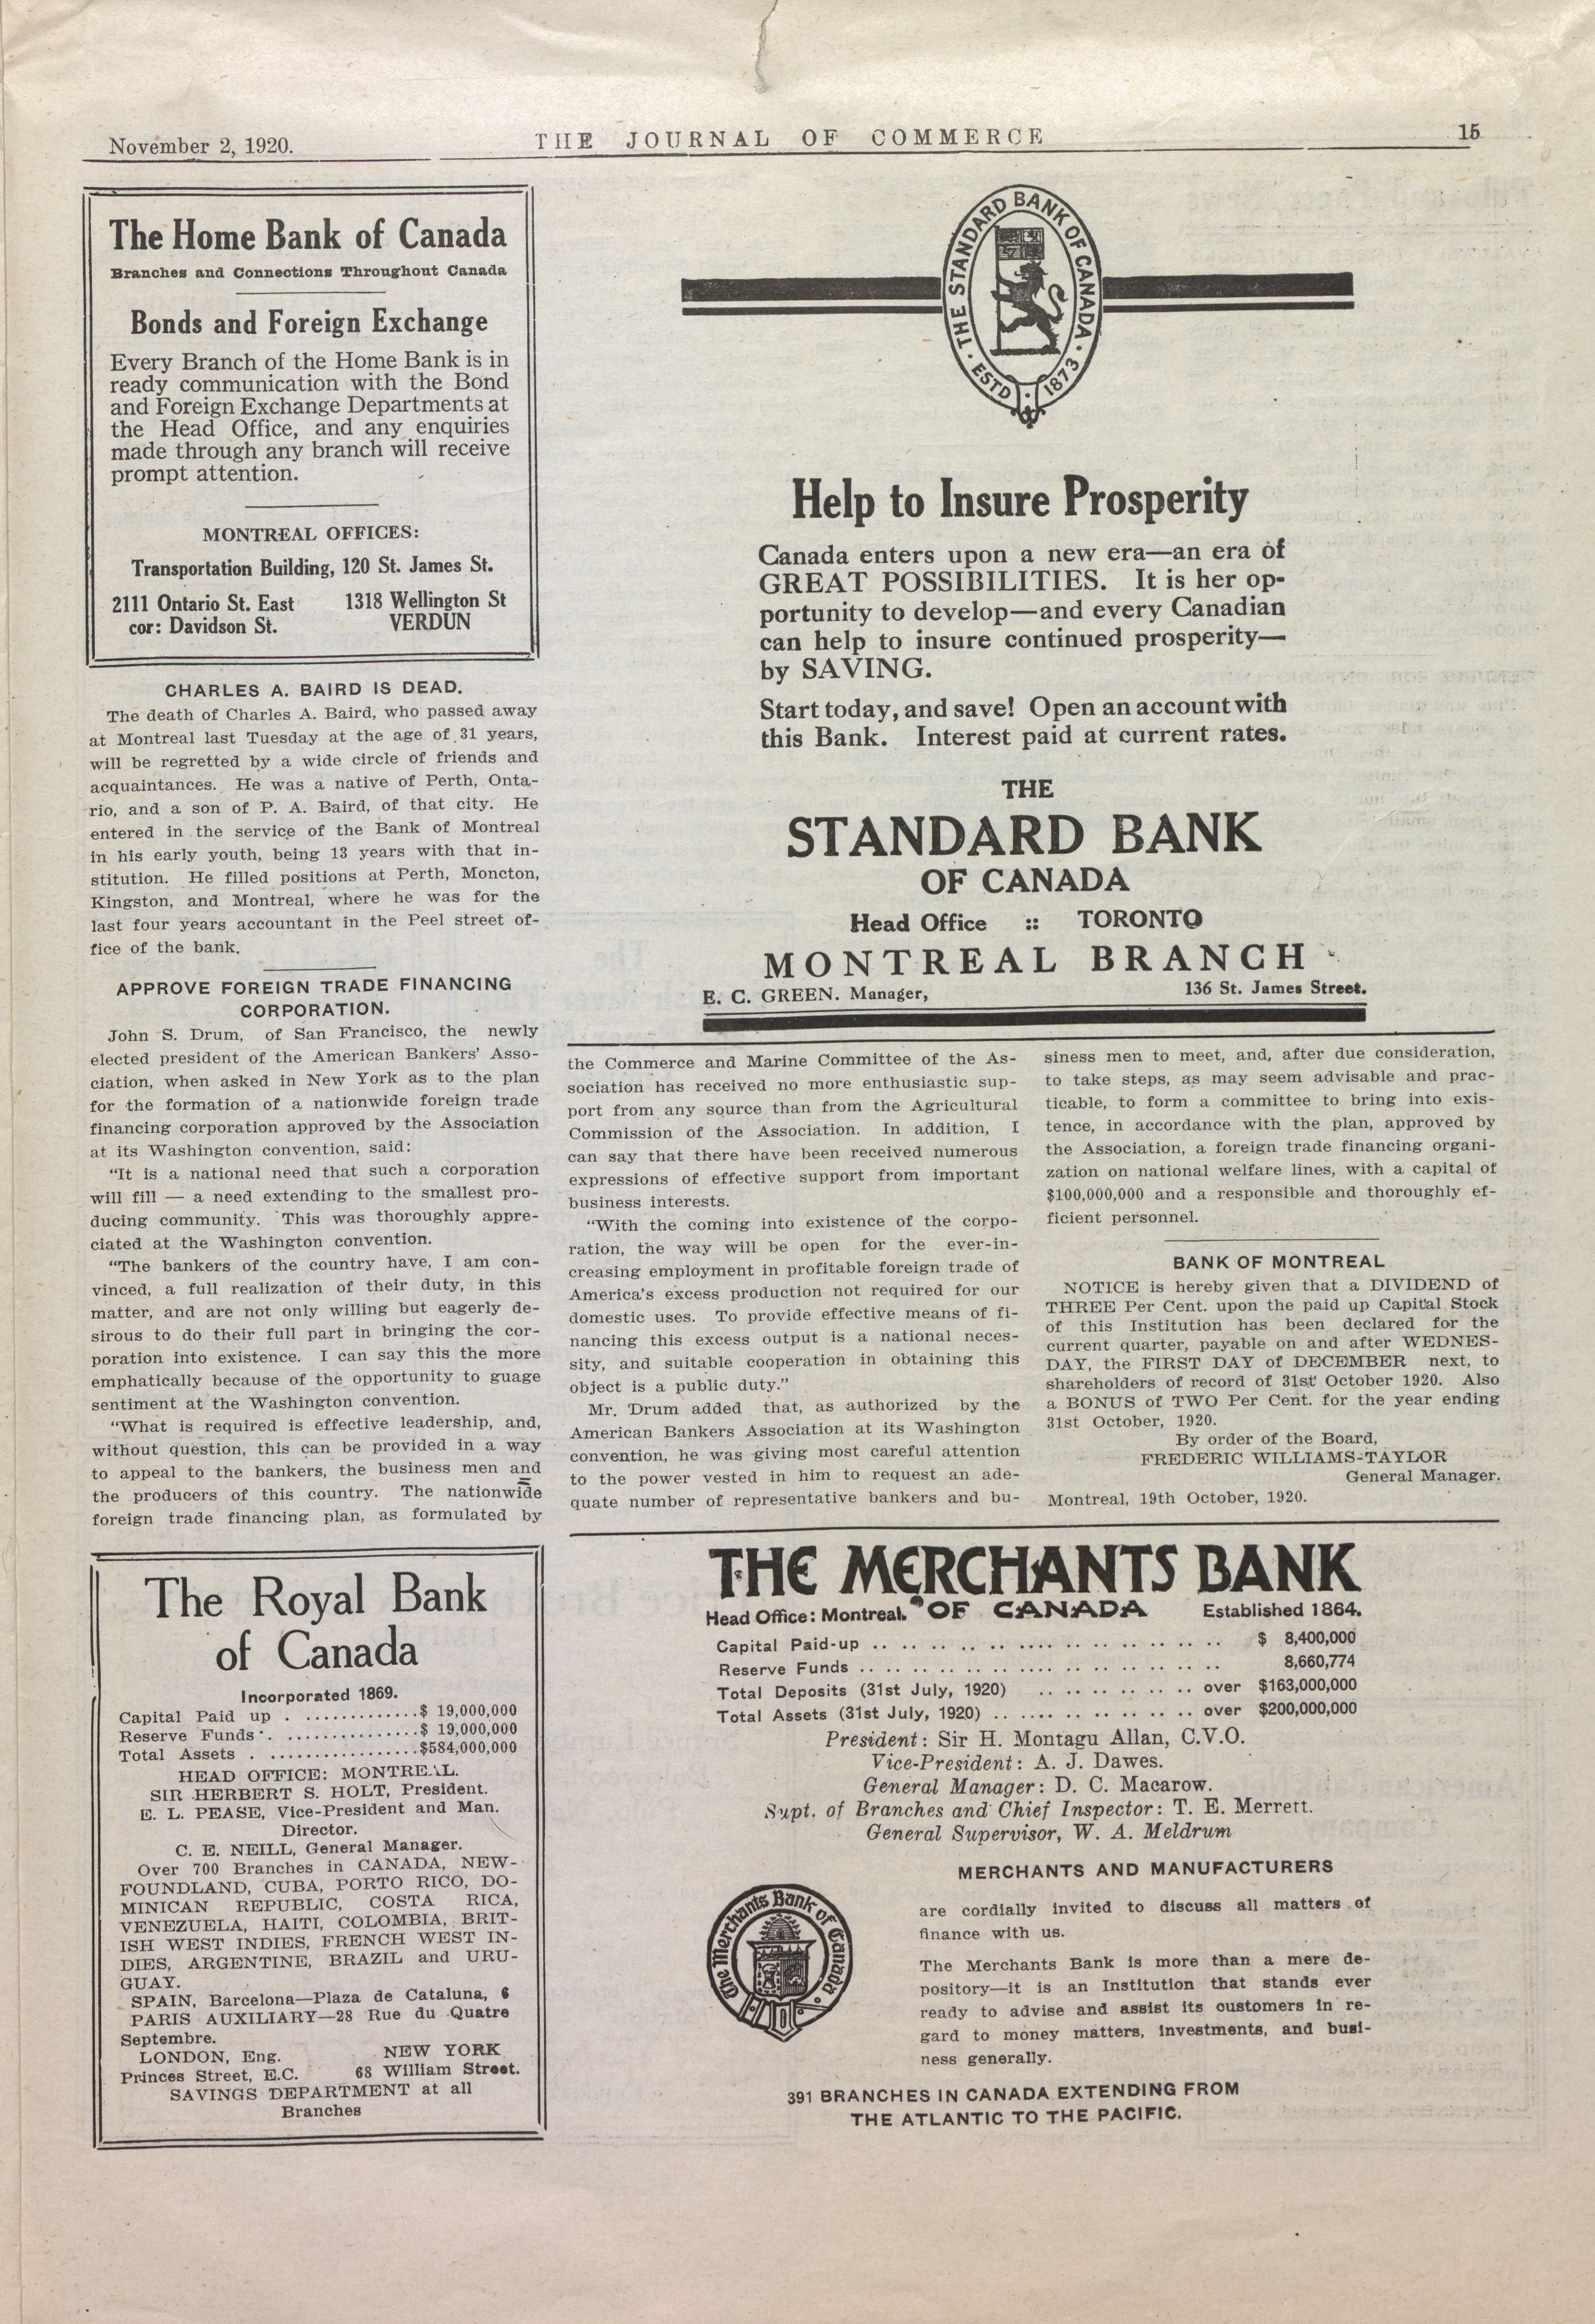 November 2, 1920.
THE JOURNAL OF COMMERCE
15
The Home Bank of Canada
Branches and Connections Throughout Canada
Bonds and Foreign Exchange
Every Branch of the Home Bank is in
ready communication with the Bond
and Foreign Exchange Departments at
the Head Office, and any enquiries
made through any branch will receive
prompt attention.
MONTREAL OFFICES:
Transportation Building, 120 St. James St.
2111 Ontario St. East 1318 Wellington St
cor: Davidson St. VERDUN
CHARLES A. BAIRD IS DEAD.
The death of Charles A. Baird, who passed away
at Montreal last Tuesday at the age of 31 years,
will be regretted by a wide circle of friends and
acquaintances. He was a native of Perth, Onta-
rio, and a son of P. A. Baird, of that city. He
entered in the service of the Bank of Montreal
in his early youth, being 13 years with that in-
stitution. He filled positions at Perth, Moncton,
Kingston, and Montreal, where he was for the
last four years accountant in the Peel street of-
fice of the bank.
APPROVE FOREIGN TRADE FINANCING
CORPORATION.
John S. Drum, of San Francisco, the newly
elected president of the American Bankers' Asso-
ciation, when asked in New York as to the plan
for the formation of a nationwide foreign trade
financing corporation approved by the Association
at its Washington convention, said:
"It is a national need that such a corporation
will fill — a need extending to the smallest pro-
ducing community. This was thoroughly appre-
ciated at the Washington convention.
"The bankers of the country have, I am con-
vinced, a full realization of their duty, in this
matter, and are not only willing but eagerly de-
sirous to do their full part in bringing the cor-
poration into existence. I can say this the more
emphatically because of the opportunity to guage
sentiment at the Washington convention.
"What is required is effective leadership, and,
without question, this can be provided in a way
to appeal to the bankers, the business men and
the producers of this country. The nationwide
foreign trade financing plan, as formulated by
THE STANDARD BANK OF CANADA
ESTD 1873
Help to Insure Prosperity
Canada enters upon a new era—an era of
GREAT POSSIBILITIES. It is her op-
portunity to develop—and every Canadian
can help to insure continued prosperity—
by SAVING.
Start today, and save! Open an account with
this Bank. Interest paid at current rates.
THE
STANDARD BANK
OF CANADA
Head Office :: TORONTO
MONTREAL BRANCH
E. C. GREEN. Manager, 136 St. James Street.
the Commerce and Marine Committee of the As-
sociation has received no more enthusiastic sup-
port from any source than from the Agricultural
Commission of the Association. In addition, I
can say that there have been received numerous
expressions of effective support from important
business interests.
"With the coming into existence of the corpo-
ration, the way will be open for the ever-in-
creasing employment in profitable foreign trade of
America's excess production not required for our
domestic uses. To provide effective means of fi-
nancing this excess output is a national neces-
sity, and suitable cooperation in obtaining this
object is a public duty."
Mr. Drum added that, as authorized by the
American Bankers Association at its Washington
convention, he was giving most careful attention
to the power vested in him to request an ade-
quate number of representative bankers and bu-
siness men to meet, and, after due consideration,
to take steps, as may seem advisable and prac-
ticable, to form a committee to bring into exis-
tence, in accordance with the plan, approved by
the Association, a foreign trade financing organi-
zation on national welfare lines, with a capital of
$100,000,000 and a responsible and thoroughly ef-
ficient personnel.
BANK OF MONTREAL
NOTICE is hereby given that a DIVIDEND of
THREE Per Cent. upon the paid up Capital Stock
of this Institution has been declared for the
current quarter, payable on and after WEDNES-
DAY, the FIRST DAY of DECEMBER next, to
shareholders of record of 31st October 1920. Also
a BONUS of TWO Per Cent. for the year ending
31st October, 1920.
By order of the Board,
FREDERIC WILLIAMS-TAYLOR
General Manager.
Montreal, 19th October, 1920.
The Royal Bank
of Canada
Incorporated 1869.
Capital Paid up . .............$ 19,000,000
Reserve Funds . ...............$ 19,000,000
Total Assets . .................$584,000,000
HEAD OFFICE: MONTREAL.
SIR HERBERT S. HOLT, President.
E. L. PEASE, Vice-President and Man.
Director.
C. E. NEILL, General Manager.
Over 700 Branches in CANADA, NEW-
FOUNDLAND, CUBA, PORTO RICO, DO-
MINICAN REPUBLIC, COSTA RICA,
VENEZUELA, HAITI, COLOMBIA, BRIT-
ISH WEST INDIES, FRENCH WEST IN-
DIES, ARGENTINE, BRAZIL and URU-
GUAY.
SPAIN, Barcelona—Plaza de Cataluna, 6
PARIS AUXILIARY—28 Rue du Quatre
Septembre.
LONDON, Eng. NEW YORK
Princes Street, E.C. 68 William Street.
SAVINGS DEPARTMENT at all
Branches
THE MERCHANTS BANK
Head Office: Montreal. OF CANADA Established 1864.
Capital Paid-up .. .. .. .. .. .... .. .. .. .. .. $ 8,400,000
Reserve Funds .. .. .. .. .. .. .... .. .. .. .. .. 8,660,774
Total Deposits (31st July, 1920) .. .. .. .. .. .. over $163,000,000
Total Assets (31st July, 1920) .. .. .... .. .. .. .. .. over $200,000,000
President: Sir H. Montagu Allan, C.V.O.
Vice-President: A. J. Dawes.
General Manager: D. C. Macarow.
Supt. of Branches and Chief Inspector: T. E. Merrett.
General Supervisor, W. A. Meldrum
The Merchants Bank of Canada
MERCHANTS AND MANUFACTURERS
are cordially invited to discuss all matters of
finance with us.
The Merchants Bank is more than a mere de-
pository—it is an Institution that stands ever
ready to advise and assist its customers in re-
gard to money matters, investments, and busi-
ness generally.
391 BRANCHES IN CANADA EXTENDING FROM
THE ATLANTIC TO THE PACIFIC.